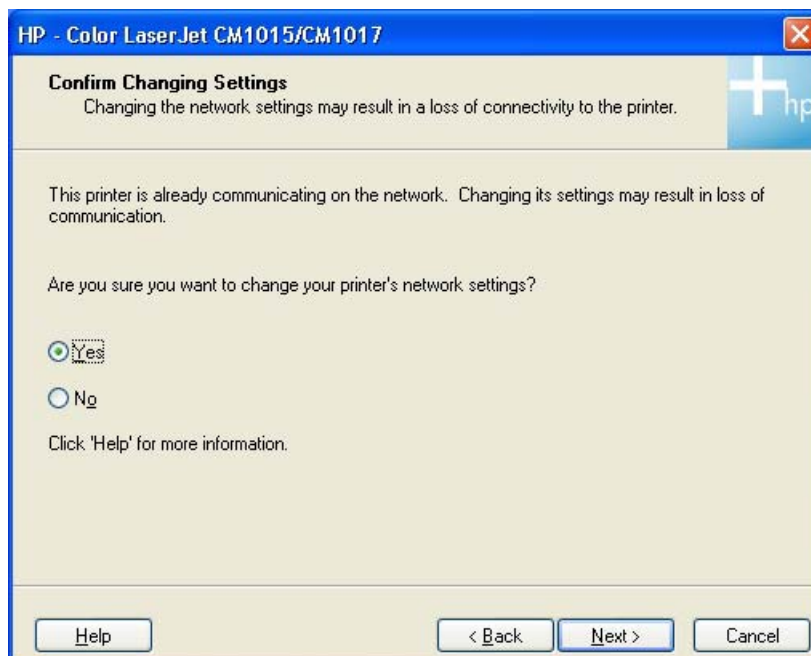 HP - Color LaserJet CM1015/CM1017
Confirm Changing Settings
Changing the network settings may result in a loss of connectivity to the printer.
hp
This printer is already communicating on the network.  Changing its settings may result in loss of
communication.
Are you sure you want to change your printer's network settings?
Yes
No
Click 'Help' for more information.
Help
< Back
Next >
Cancel